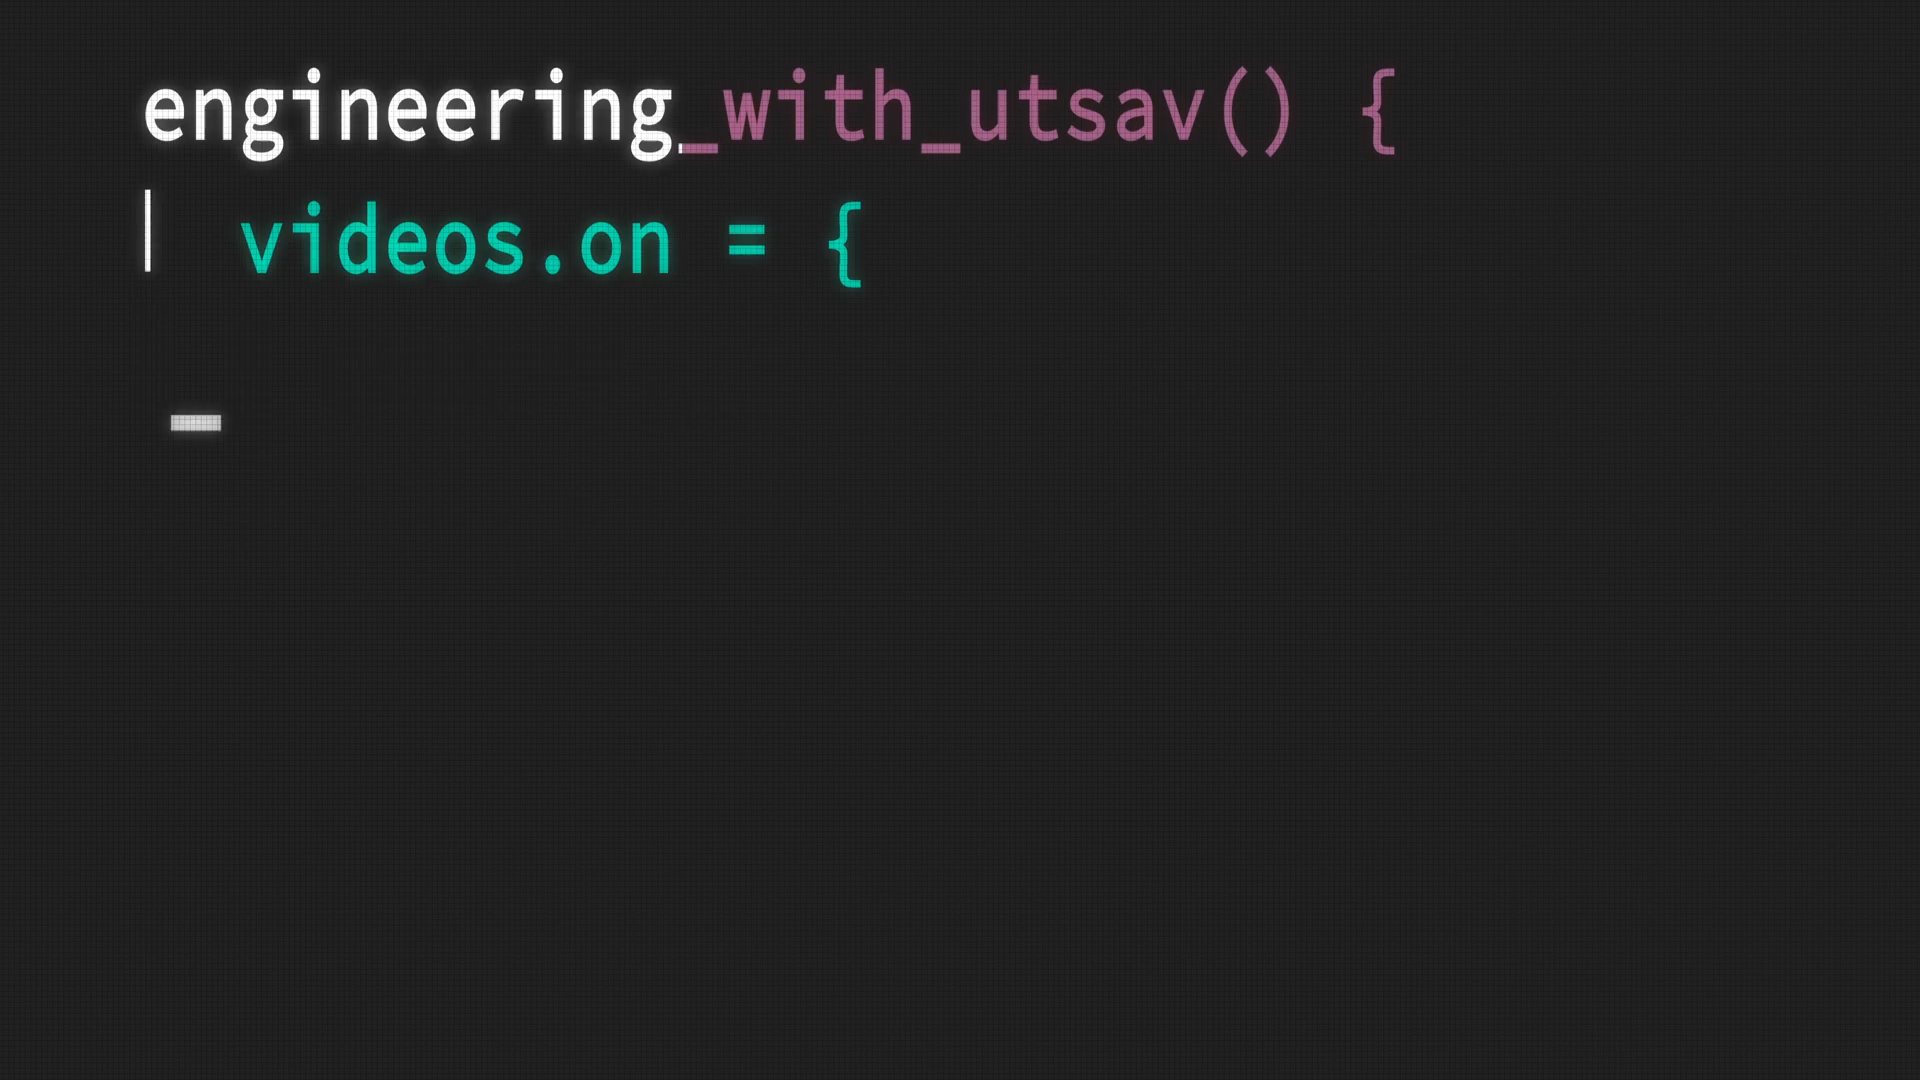 engineering_with_utsav() {
videos.on = {